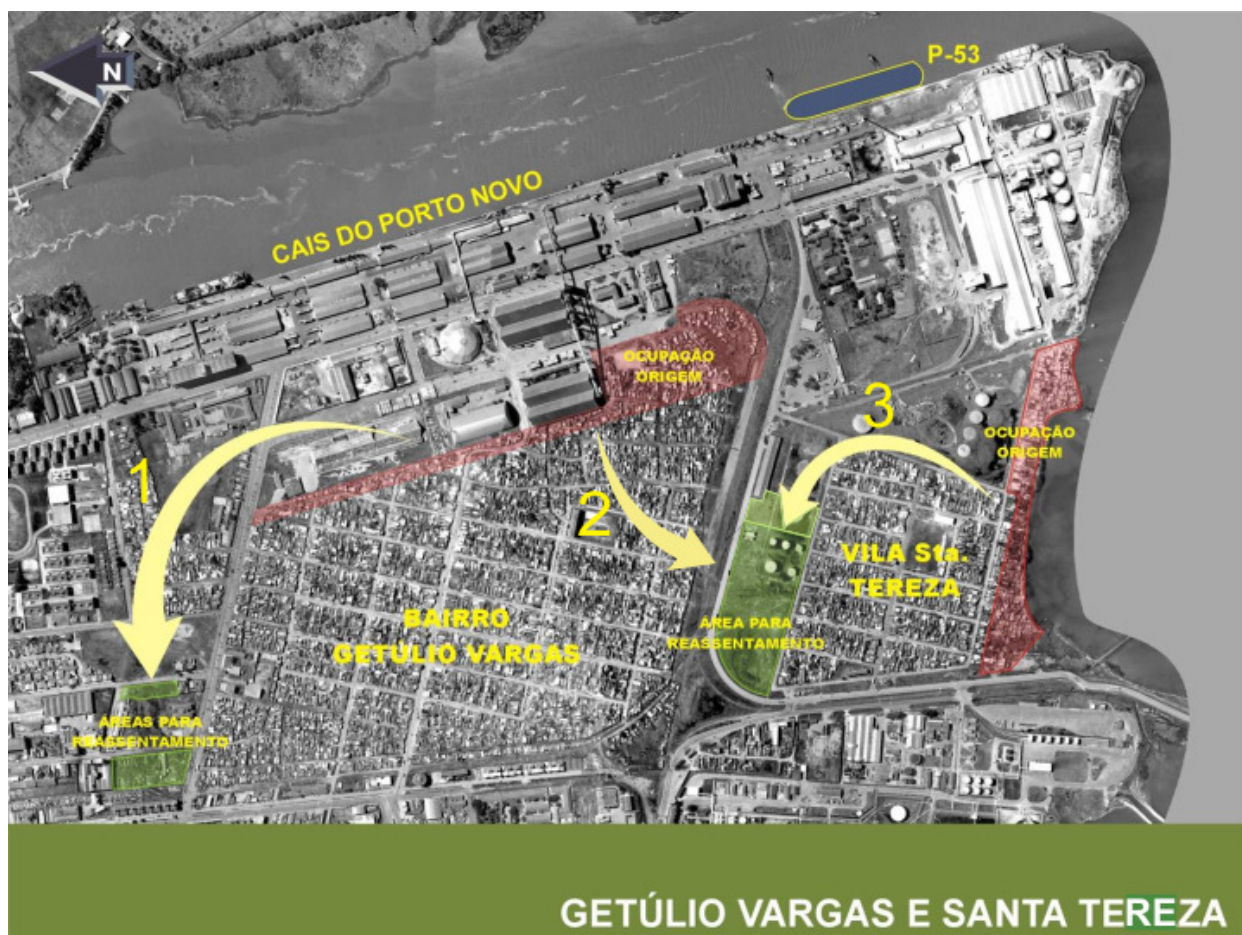 N
P-53
CAIS DO PORTO NOVO
OCUPAÇÃO
ORIGEM
3
OCUPAÇÃO
ORIGEM
1
2
VILA Sta.
TEREZA
BAIRRO
GETÚLIO VARGAS
ÁREA PARA
REASSENTAMENTO
ÁREAS PARA
REASSENTAMENTO
GETÚLIO VARGAS E SANTA TEREZA